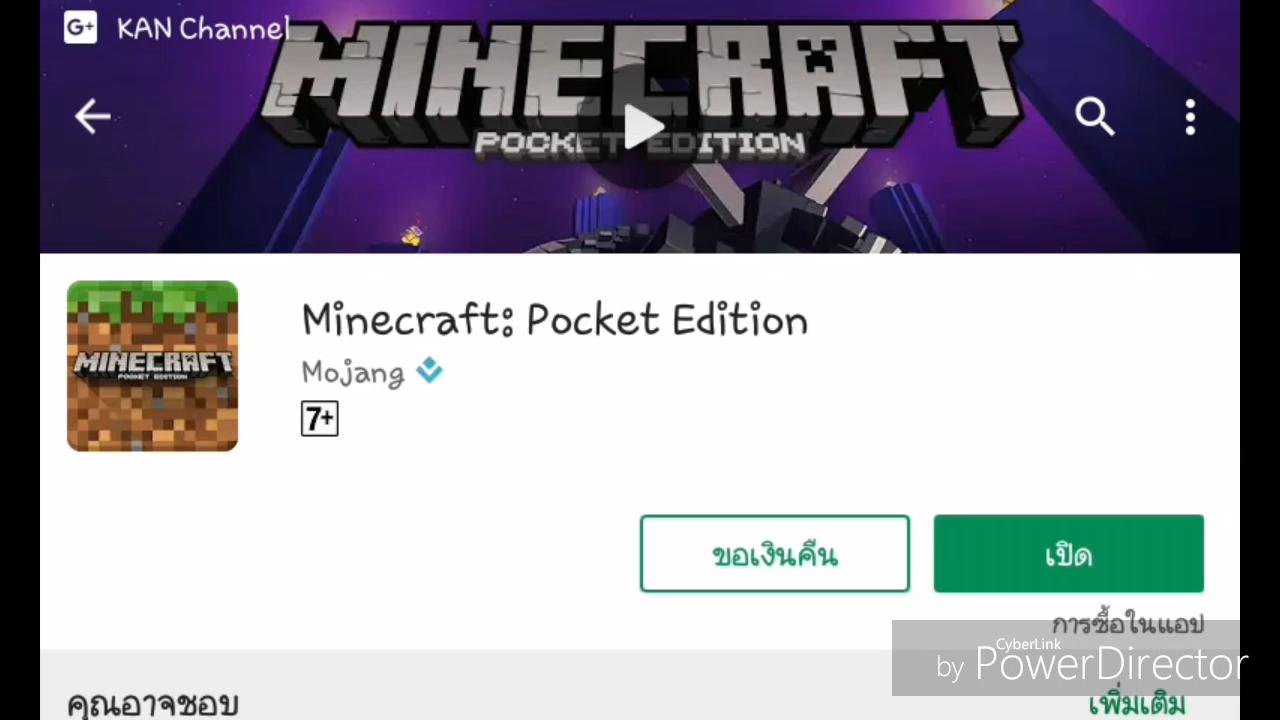 G+ KAN Channel
MINECRAFT
POCKET EDITION
MINECRAFT
POCKET EDITION
Minecraft: Pocket Edition
Mojang
7+
ขอเงินคืน
เปิด
การซื้อในแอป
CyberLink
by PowerDirector
คุณอาจชอบ
เพิ่มเติม